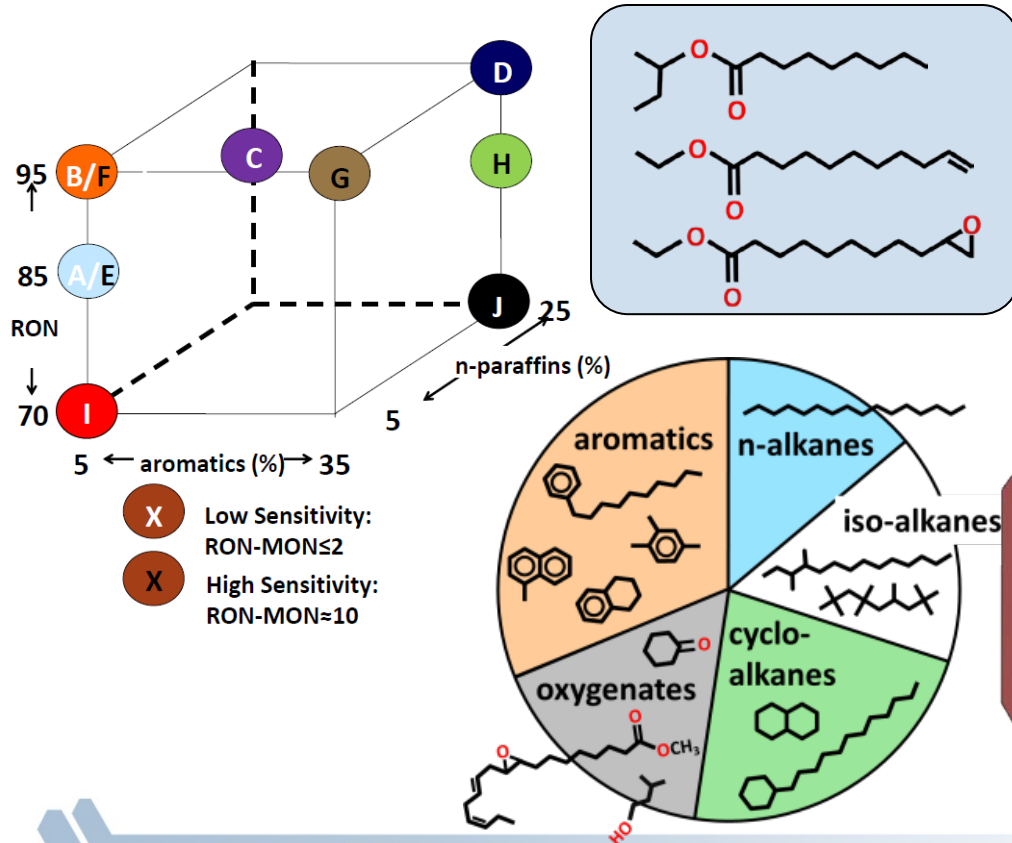 D
C
H
95
B/F
G
85
A/E
RON
J
25
n-paraffins (%)
70
I
5
5
aromatics (%)
35
X
Low Sensitivity:
RON-MON≤2
X
High Sensitivity:
RON-MON≈10
O
O
O
O
O
O
O
aromatics
n-alkanes
iso-alkanes
cyclo-
alkanes
O
oxygenates
O
OCH3
O
HO